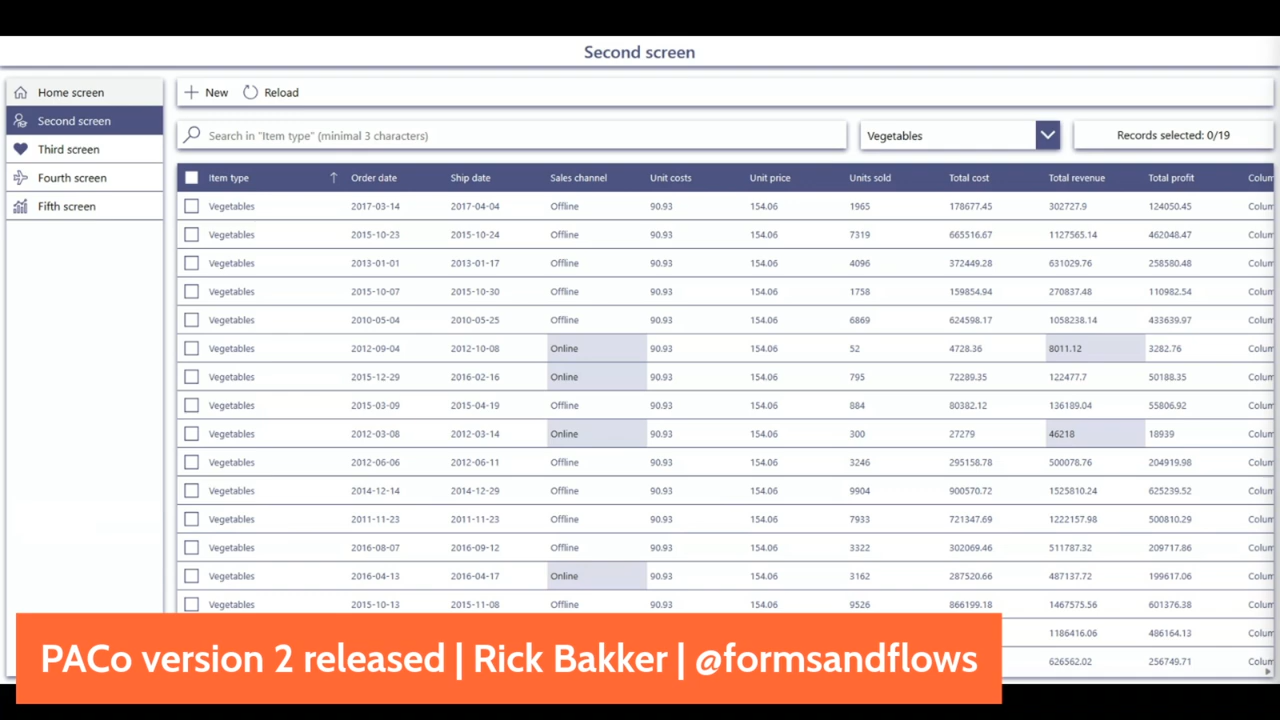 Second screen
Home screen
Second screen
Third screen
Fourth screen
Fifth screen
New Reload
Search in "Item type" (minimal 3 characters) Vegetables Records selected: 0/19
Item type Order date Ship date Sales channel Unit costs Unit price Units sold Total cost Total revenue Total profit Colum
Vegetables 2017-03-14 2017-04-04 Offline 90.93 154.06 1965 178677.45 302727.9 124050.45 Colum
Vegetables 2015-10-23 2015-10-24 Offline 90.93 154.06 7319 665516.67 1127565.14 462048.47 Colum
Vegetables 2013-01-01 2013-01-17 Offline 90.93 154.06 4096 372449.28 631029.76 258580.48 Colum
Vegetables 2015-10-07 2015-10-30 Offline 90.93 154.06 1758 159854.94 270837.48 110982.54 Colum
Vegetables 2010-05-04 2010-05-25 Offline 90.93 154.06 6869 624598.17 1058238.14 433639.97 Colum
Vegetables 2012-09-04 2012-10-08 Online 90.93 154.06 52 4728.36 8011.12 3282.76 Colum
Vegetables 2015-12-29 2016-02-16 Online 90.93 154.06 795 72289.35 122477.7 50188.35 Colum
Vegetables 2015-03-09 2015-04-19 Offline 90.93 154.06 884 80382.12 136189.04 55806.92 Colum
Vegetables 2012-03-08 2012-03-14 Online 90.93 154.06 300 27279 46218 18939 Colum
Vegetables 2012-06-06 2012-06-11 Offline 90.93 154.06 3246 295158.78 500078.76 204919.98 Colum
Vegetables 2014-12-14 2014-12-29 Offline 90.93 154.06 9904 900570.72 1525810.24 625239.52 Colum
Vegetables 2011-11-23 2011-11-23 Offline 90.93 154.06 7933 721347.69 1222157.98 500810.29 Colum
Vegetables 2016-08-07 2016-09-12 Offline 90.93 154.06 3322 302069.46 511787.32 209717.86 Colum
Vegetables 2016-04-13 2016-04-17 Online 90.93 154.06 3162 287520.66 487137.72 199617.06 Colum
Vegetables 2015-10-13 2015-11-08 Offline 90.93 154.06 9526 866199.18 1467575.56 601376.38 Colum
1186416.06 486164.13 Colum
626562.02 256749.71 Colum
PACo version 2 released | Rick Bakker | @formsandflows